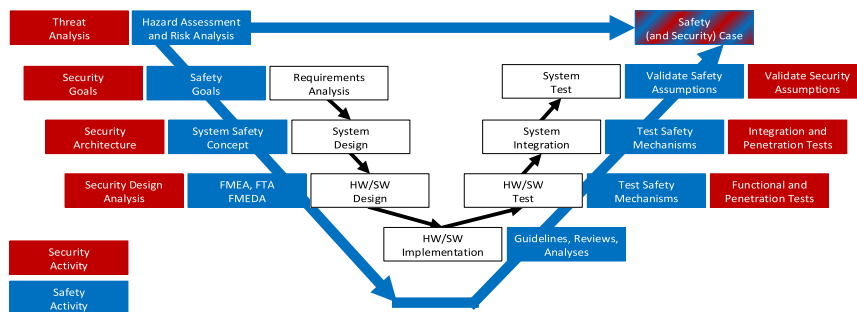 Threat
Analysis
Hazard Assessment
and Risk Analysis
Safety
(and Security) Case
Security
Goals
Safety
Goals
Requirements
Analysis
System
Test
Validate Safety
Assumptions
Validate Security
Assumptions
Security
Architecture
System Safety
Concept
System
Design
System
Integration
Test Safety
Mechanisms
Integration and
Penetration Tests
Security Design
Analysis
FMEA, FTA
FMEDA
HW/SW
Design
HW/SW
Test
Test Safety
Mechanisms
Functional and
Penetration Tests
HW/SW
Implementation
Guidelines, Reviews,
Analyses
Security
Activity
Safety
Activity